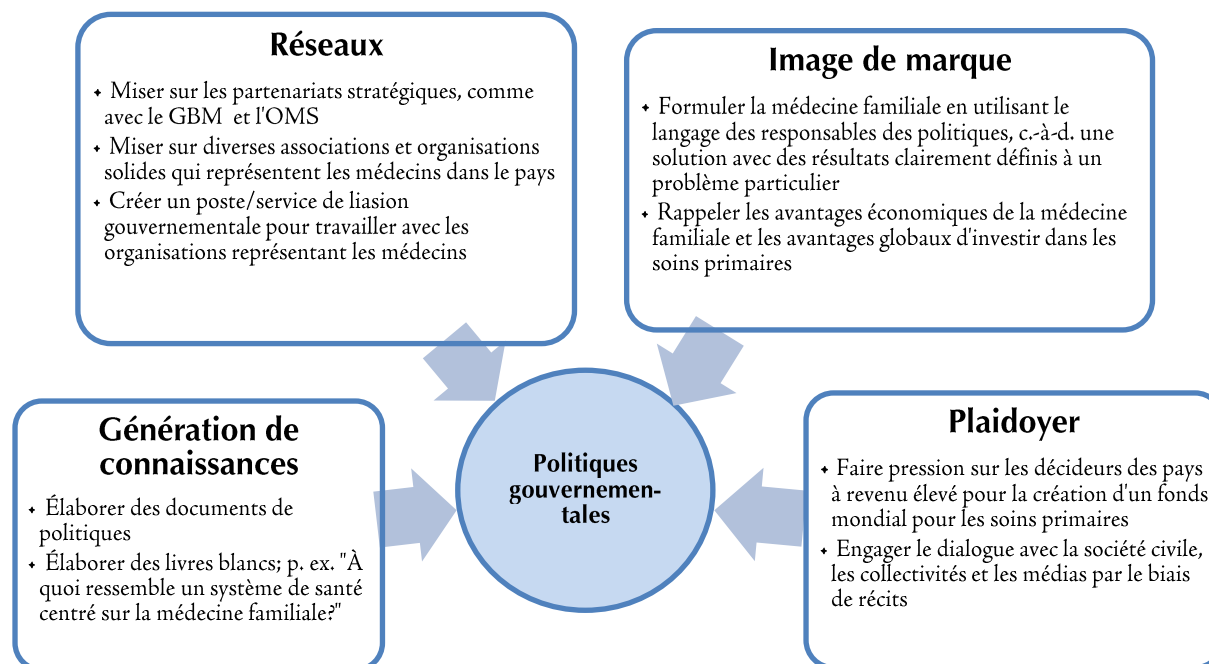 Réseaux
Miser sur les partenariats stratégiques, comme
avec le GBM et l'OMS
Miser sur diverses associations et organisations
solides qui représentent les médecins dans le pays
Créer un poste/service de liasion
gouvernementale pour travailler avec les
organisations représentant les médecins
Image de marque
Formuler la médecine familiale en utilisant le
langage des responsables des politiques, c.-à-d. une
solution avec des résultats clairement définis à un
problème particulier
Rappeler les avantages économiques de la médecine
familiale et les avantages globaux d'investir dans les
soins primaires
Génération de
connaissances
Élaborer des documents de
politiques
Élaborer des livres blancs; p. ex. "À
quoi ressemble un système de santé
centré sur la médecine familiale?"
Politiques
gouvernemen-
tales
Plaidoyer
Faire pression sur les décideurs des pays
à revenu élevé pour la création d'un fonds
mondial pour les soins primaires
Engager le dialogue avec la société civile,
les collectivités et les médias par le biais
de récits